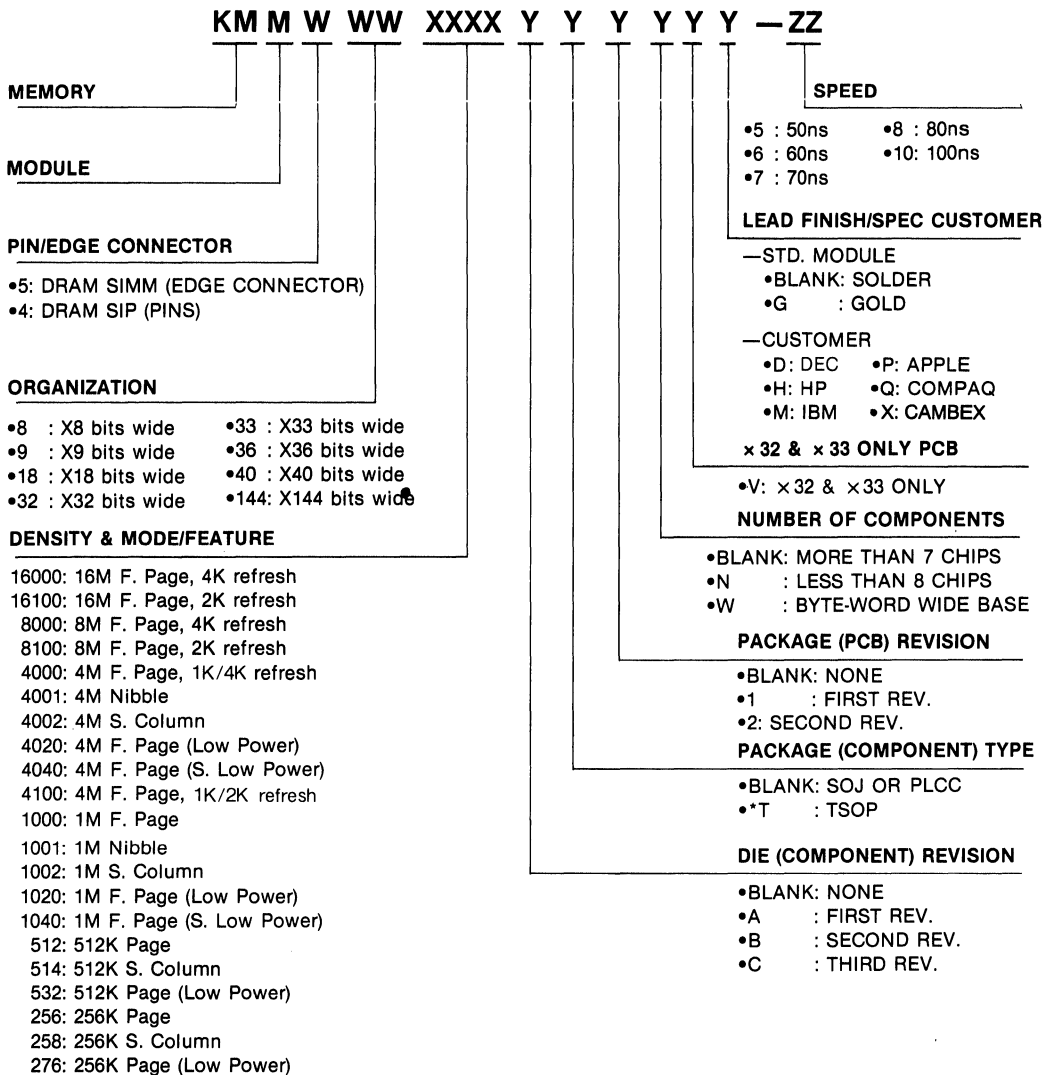 KM M W WW XXXX Y Y Y Y Y Y — ZZ
MEMORY
MODULE
PIN/EDGE CONNECTOR
•5: DRAM SIMM (EDGE CONNECTOR)
•4: DRAM SIP (PINS)
ORGANIZATION
•8 : X8 bits wide
•9 : X9 bits wide
•18 : X18 bits wide
•32 : X32 bits wide
•33 : X33 bits wide
•36 : X36 bits wide
•40 : X40 bits wide
•144: X144 bits wide
DENSITY & MODE/FEATURE
16000: 16M F. Page, 4K refresh
16100: 16M F. Page, 2K refresh
8000: 8M F. Page, 4K refresh
8100: 8M F. Page, 2K refresh
4000: 4M F. Page, 1K/4K refresh
4001: 4M Nibble
4002: 4M S. Column
4020: 4M F. Page (Low Power)
4040: 4M F. Page (S. Low Power)
4100: 4M F. Page, 1K/2K refresh
1000: 1M F. Page
1001: 1M Nibble
1002: 1M S. Column
1020: 1M F. Page (Low Power)
1040: 1M F. Page (S. Low Power)
512: 512K Page
514: 512K S. Column
532: 512K Page (Low Power)
256: 256K Page
258: 256K S. Column
276: 256K Page (Low Power)
SPEED
•5 : 50ns
•6 : 60ns
•7 : 70ns
•8 : 80ns
•10: 100ns
LEAD FINISH/SPEC CUSTOMER
—STD. MODULE
•BLANK: SOLDER
•G : GOLD
—CUSTOMER
•D: DEC •P: APPLE
•H: HP •Q: COMPAQ
•M: IBM •X: CAMBEX
× 32 & × 33 ONLY PCB
•V: ×32 & ×33 ONLY
NUMBER OF COMPONENTS
•BLANK: MORE THAN 7 CHIPS
•N : LESS THAN 8 CHIPS
•W : BYTE-WORD WIDE BASE
PACKAGE (PCB) REVISION
•BLANK: NONE
•1 : FIRST REV.
•2: SECOND REV.
PACKAGE (COMPONENT) TYPE
•BLANK: SOJ OR PLCC
•*T : TSOP
DIE (COMPONENT) REVISION
•BLANK: NONE
•A : FIRST REV.
•B : SECOND REV.
•C : THIRD REV.